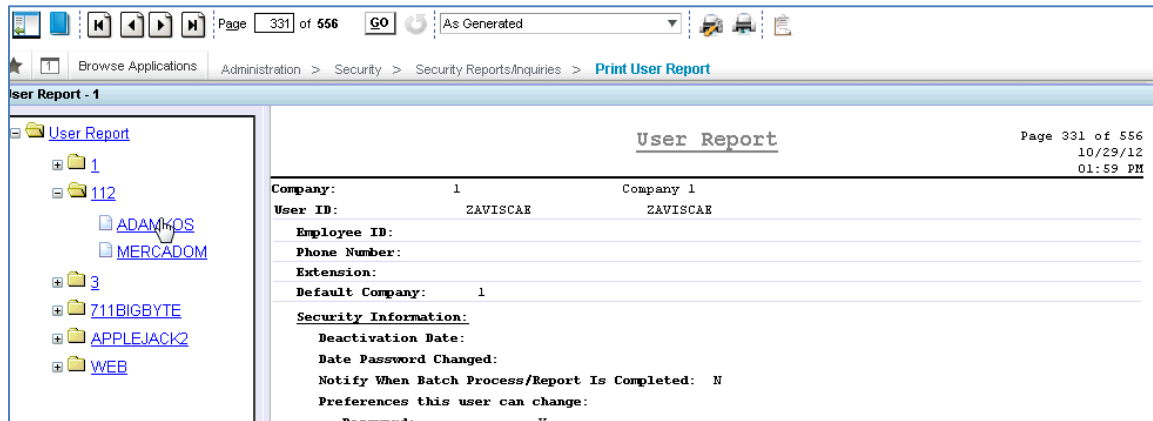 Page 331 of 556 GO As Generated
1 Browse Applications Administration > Security > Security Reports/Inquiries > Print User Report
User Report - 1
User Report
1
112
ADAMKOS
MERCADOM
3
711BIGBYTE
APPLEJACK2
WEB
User Report
Page 331 of 556
10/29/12
01:59 PM
Company: 1 Company 1
User ID: ZAVISCAE ZAVISCAE
Employee ID:
Phone Number:
Extension:
Default Company: 1
Security Information:
Deactivation Date:
Date Password Changed:
Notify When Batch Process/Report Is Completed: N
Preferences this user can change: